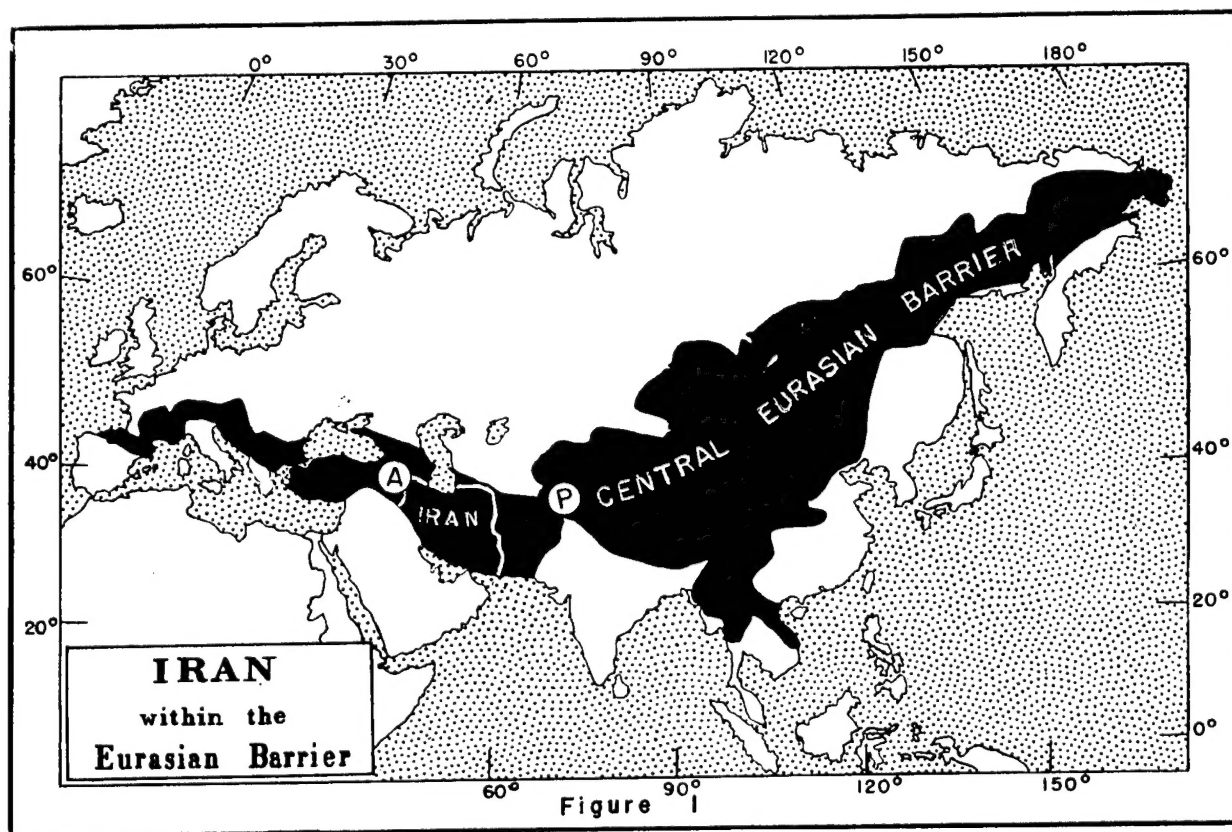 0° 30° 60° 70° 90° 120° 150° 180°
60° 60°
40° 40°
20° 20°
0°
CENTRAL EURASIAN BARRIER
A
P
IRAN
IRAN
within the
Eurasian Barrier
60° 90° 120° 150°
Figure 1